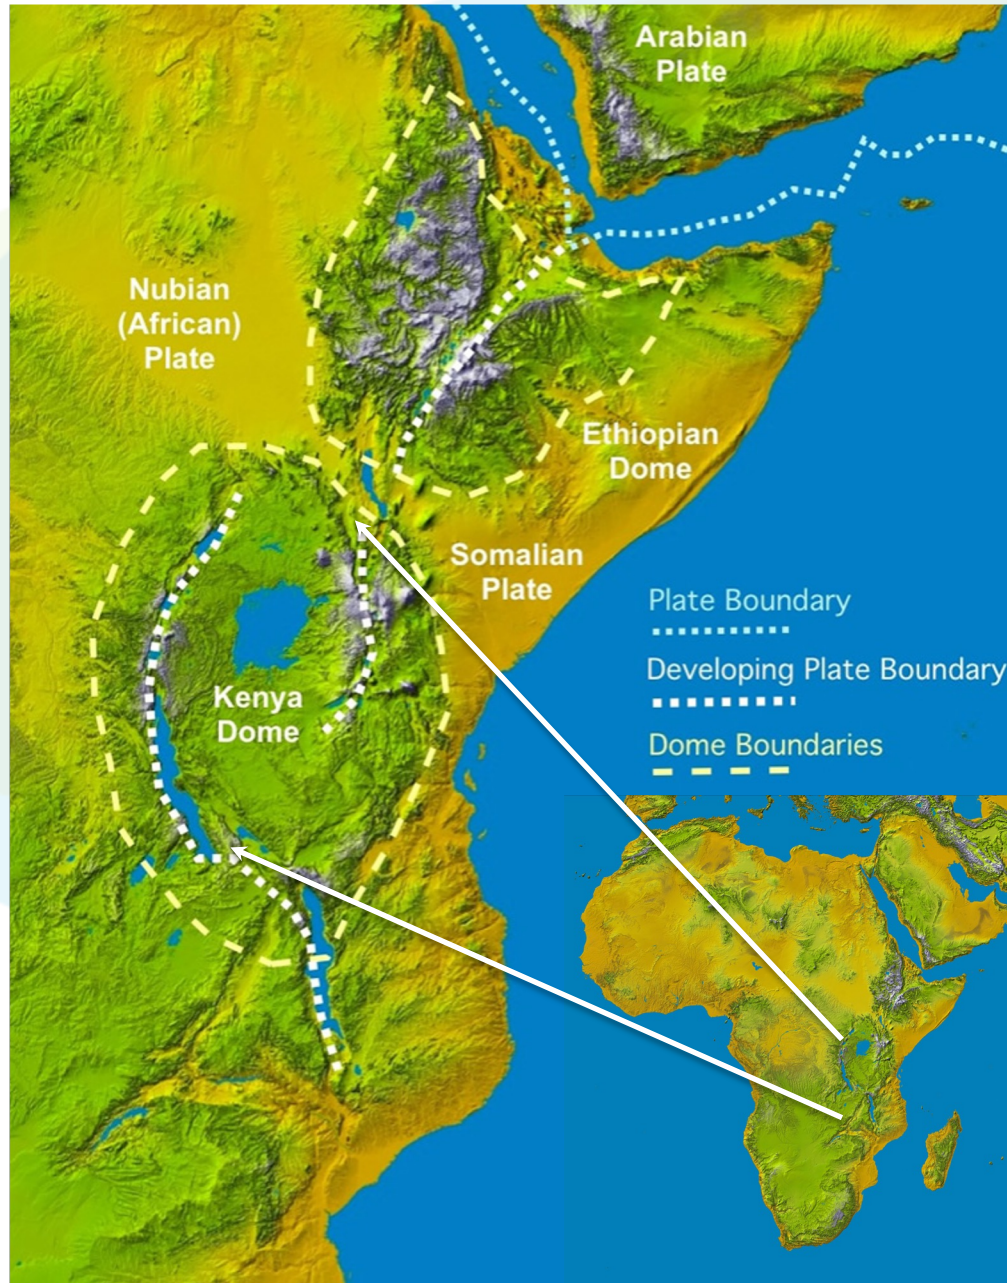 Arabian
Plate
Nubian
(African)
Plate
Ethiopian
Dome
Somalian
Plate
Kenya
Dome
Plate Boundary
Developing Plate Boundary
Dome Boundaries